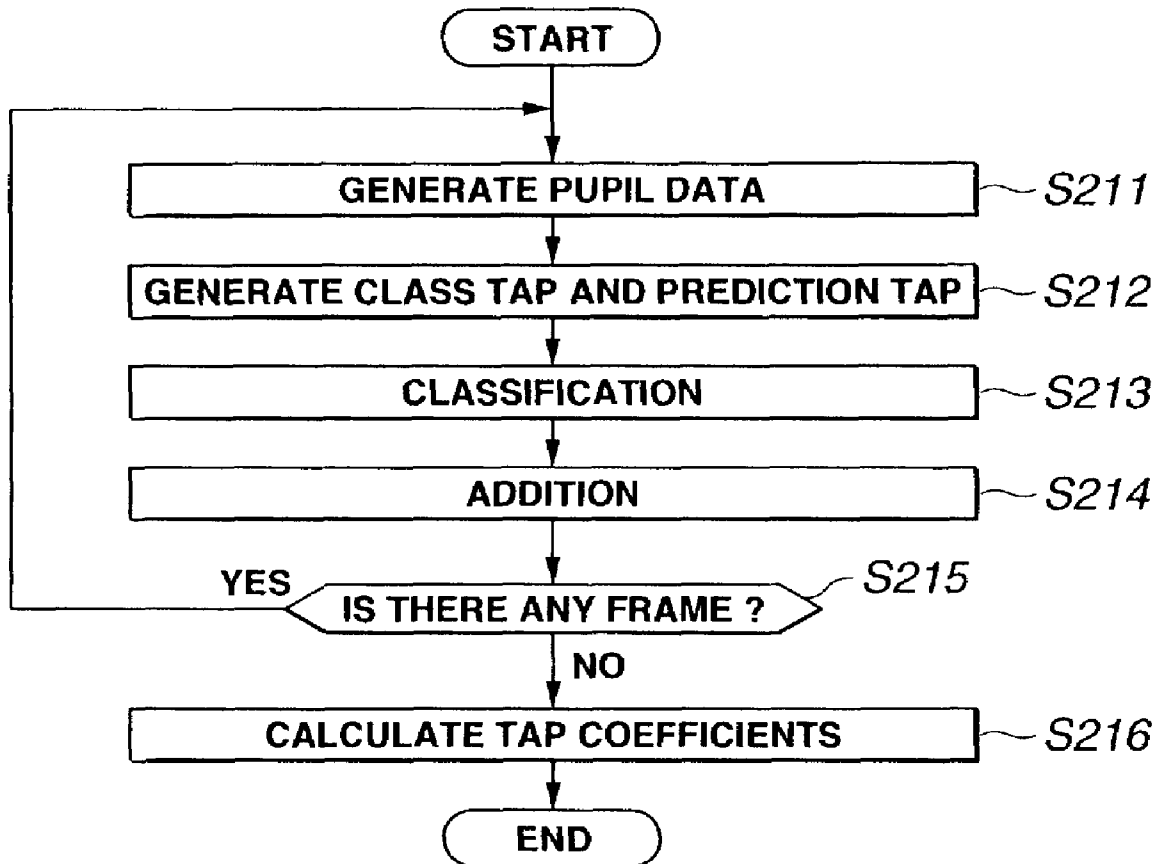 START
GENERATE PUPIL DATA
S211
GENERATE CLASS TAP AND PREDICTION TAP
S212
CLASSIFICATION
S213
ADDITION
S214
YES
IS THERE ANY FRAME ?
S215
NO
CALCULATE TAP COEFFICIENTS
S216
END